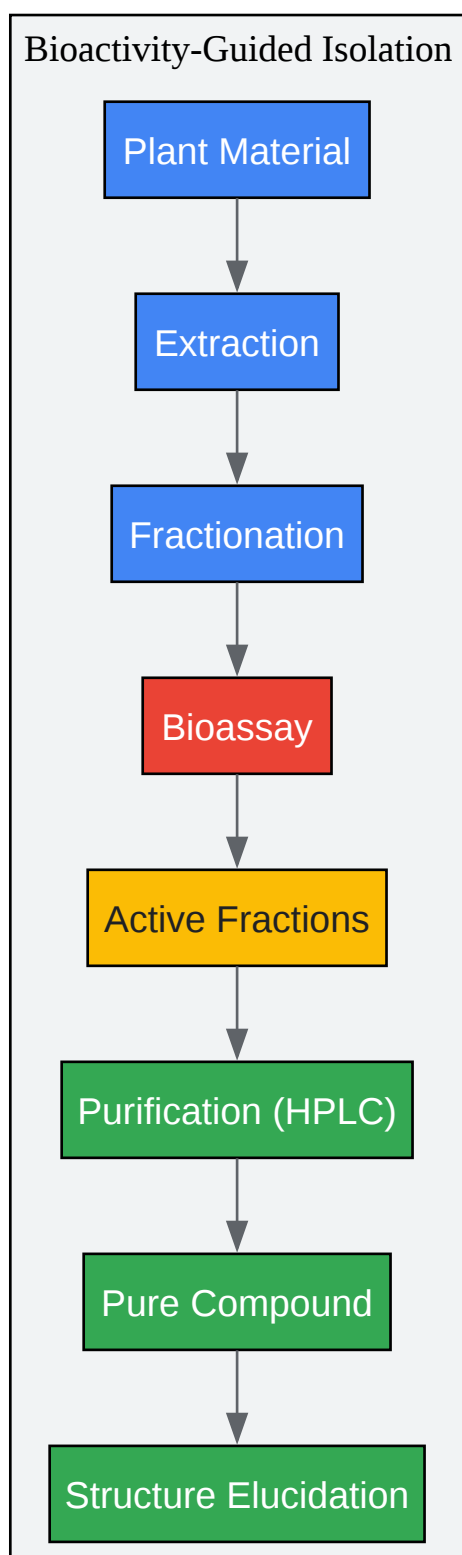 Bioactivity-Guided Isolation
Plant Material
Extraction
Fractionation
Bioassay
Active Fractions
Purification (HPLC)
Pure Compound
Structure Elucidation